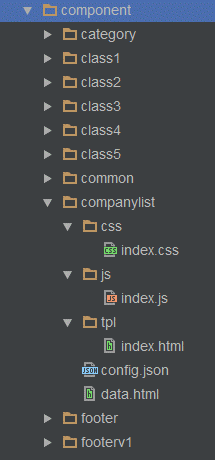 component
category
class1
class2
class3
class4
class5
common
companylist
css
index.css
js
index.js
tpl
index.html
config.json
data.html
footer
footerv1